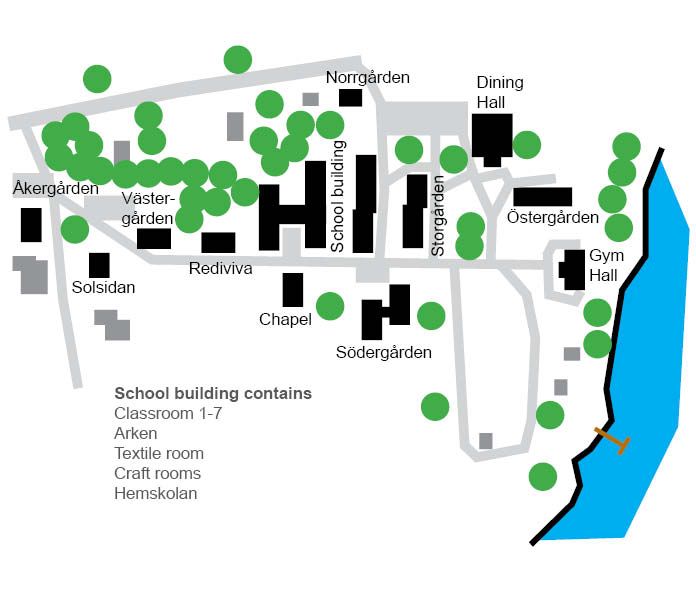 Norrgården
Dining
Hall
School building
Åkergården
Väster-
gården
Storgården
Östergården
Rediviva
Gym
Hall
Solsidan
Chapel
Södergården
School building contains
Classroom 1-7
Arken
Textile room
Craft rooms
Hemskolan